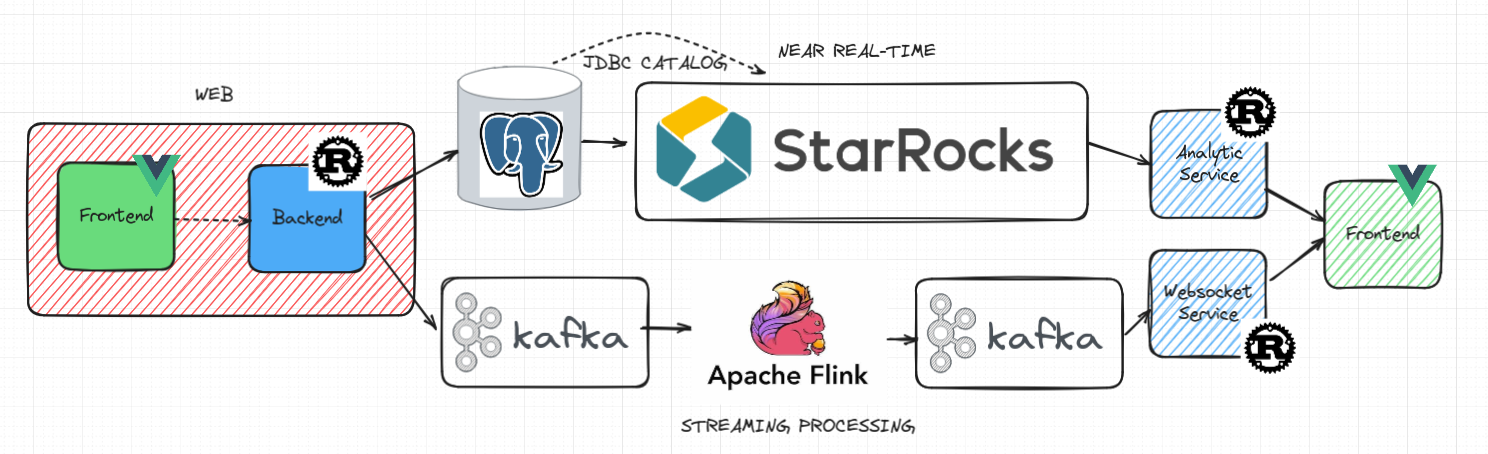 NEAR REAL-TIME
JDBC CATALOG
WEB
StarRocks
R
Analytic
Service
Frontend
R
Backend
Frontend
Websocket
Service
R
kafka
Apache Flink
kafka
STREAMING PROCESSING